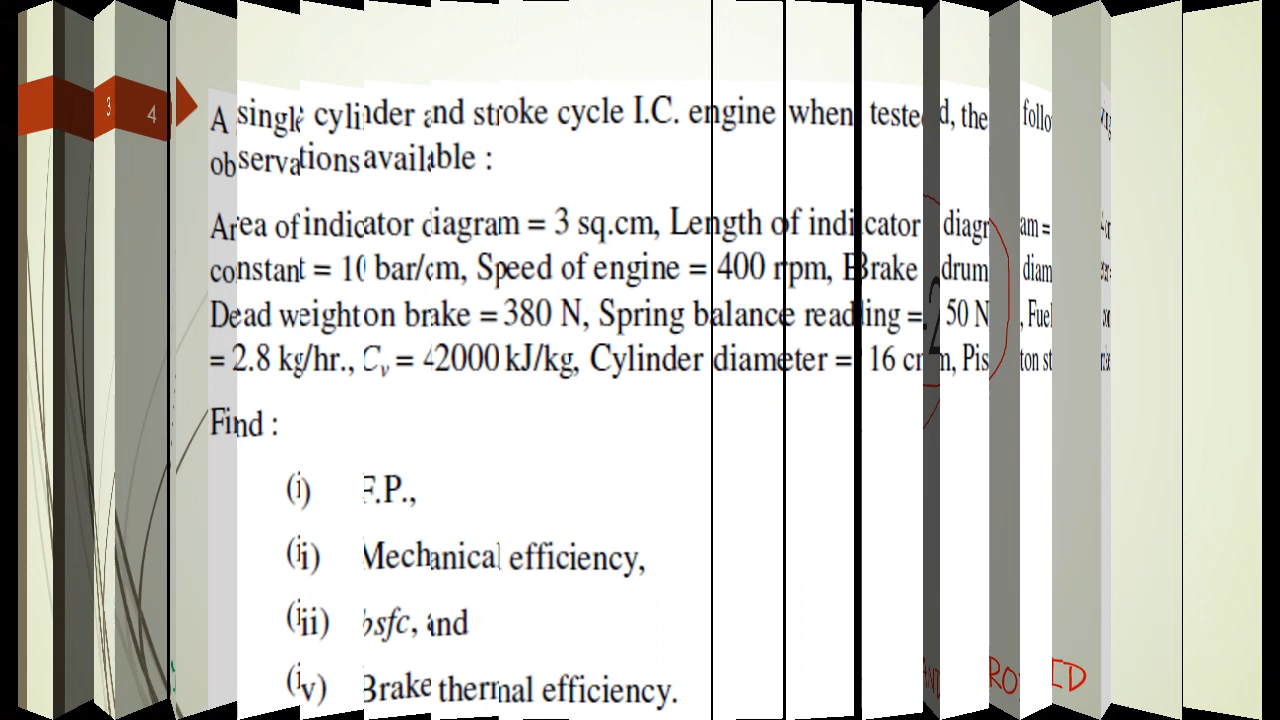 3
4
A single cylinder and stroke cycle I.C. engine when tested, the following
observations available :
Area of indicator diagram = 3 sq.cm, Length of indicator diagram =
constant = 10 bar/cm, Speed of engine = 400 rpm, Brake drum
Dead weight on brake = 380 N, Spring balance reading = 50 N, Fuel
= 2.8 kg/hr., Cv = 42000 kJ/kg, Cylinder diameter = 16 cm, Piston
Find :
(i) F.P.,
(ii) Mechanical efficiency,
(iii) bsfc, and
(iv) Brake thermal efficiency.